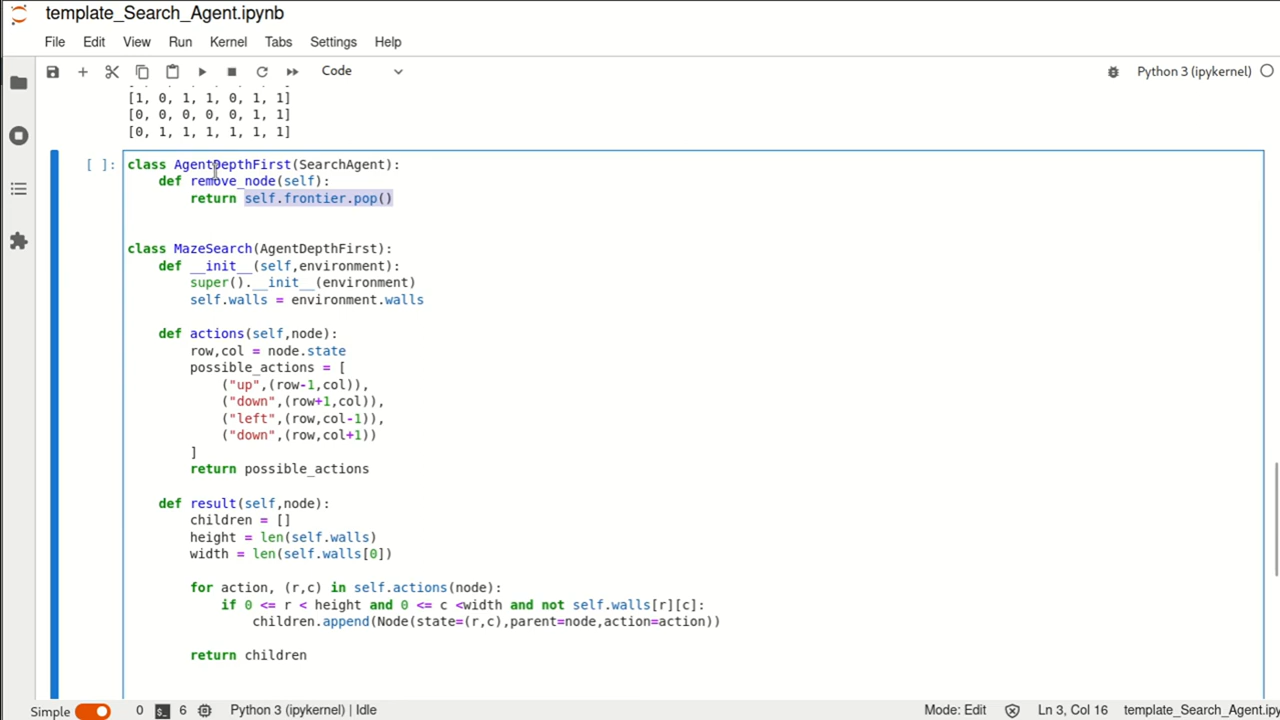 template_Search_Agent.ipynb
File Edit View Run Kernel Tabs Settings Help
Code Python 3 (ipykernel)
[1, 0, 1, 1, 0, 1, 1]
[0, 0, 0, 0, 0, 1, 1]
[0, 1, 1, 1, 1, 1, 1]
[ ]: class AgentDepthFirst(SearchAgent):
def remove_node(self):
return self.frontier.pop()
class MazeSearch(AgentDepthFirst):
def __init__(self,environment):
super().__init__(environment)
self.walls = environment.walls
def actions(self,node):
row,col = node.state
possible_actions = [
("up",(row-1,col)),
("down",(row+1,col)),
("left",(row,col-1)),
("down",(row,col+1))
]
return possible_actions
def result(self,node):
children = []
height = len(self.walls)
width = len(self.walls[0])
for action, (r,c) in self.actions(node):
if 0 <= r < height and 0 <= c <width and not self.walls[r][c]:
children.append(Node(state=(r,c),parent=node,action=action))
return children
Simple 0 6 Python 3 (ipykernel) | Idle Mode: Edit Ln 3, Col 16 template_Search_Agent.ipy